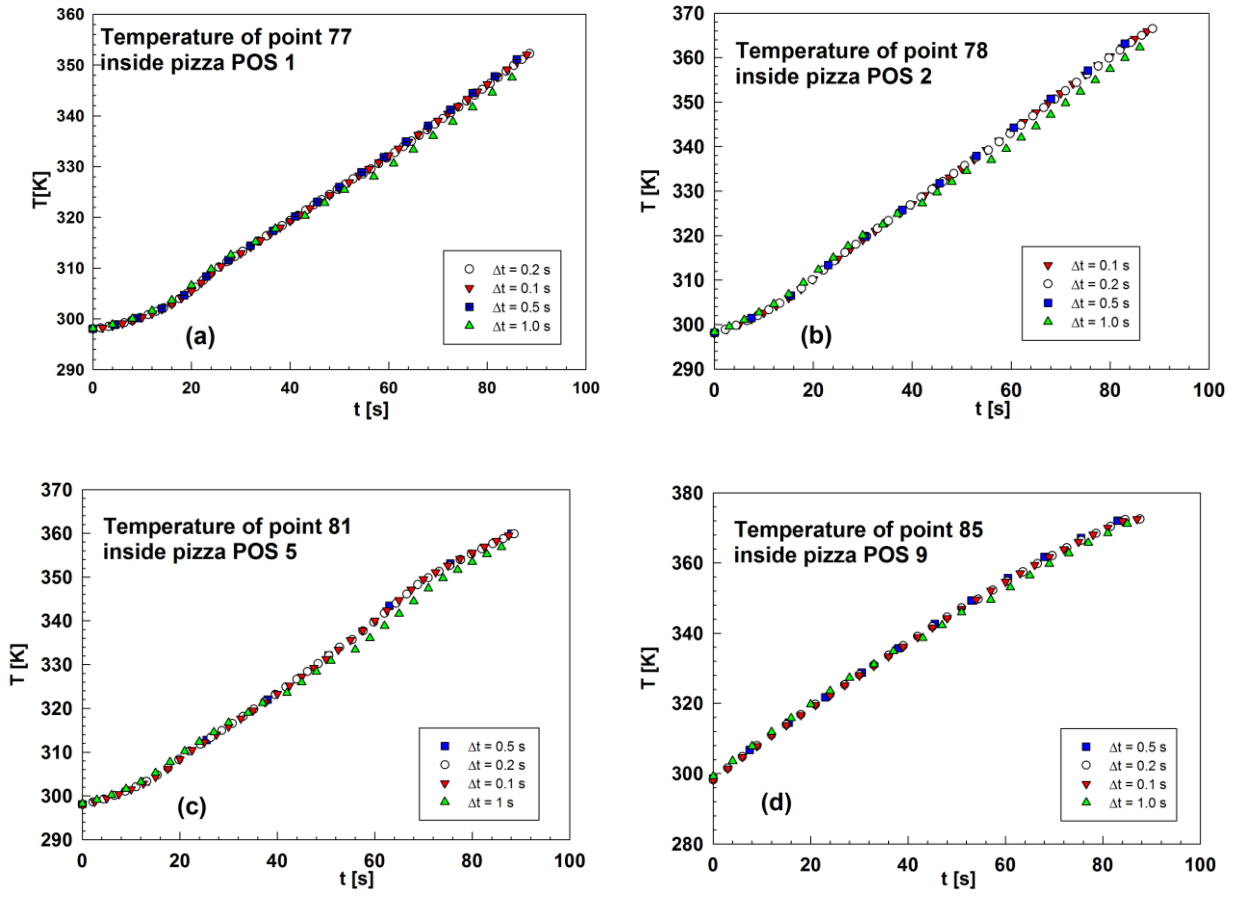 Temperature of point 77
inside pizza POS 1
T[K]
360
350
340
330
320
310
300
290
Δt = 0.2 s
Δt = 0.1 s
Δt = 0.5 s
Δt = 1.0 s
(a)
0 20 40 60 80 100
t [s]
Temperature of point 78
inside pizza POS 2
T [K]
370
360
350
340
330
320
310
300
290
Δt = 0.1 s
Δt = 0.2 s
Δt = 0.5 s
Δt = 1.0 s
(b)
0 20 40 60 80 100
t [s]
Temperature of point 81
inside pizza POS 5
T [K]
370
360
350
340
330
320
310
300
290
Δt = 0.5 s
Δt = 0.2 s
Δt = 0.1 s
Δt = 1 s
(c)
0 20 40 60 80 100
t [s]
Temperature of point 85
inside pizza POS 9
T [K]
380
360
340
320
300
280
Δt = 0.5 s
Δt = 0.2 s
Δt = 0.1 s
Δt = 1.0 s
(d)
0 20 40 60 80 100
t [s]